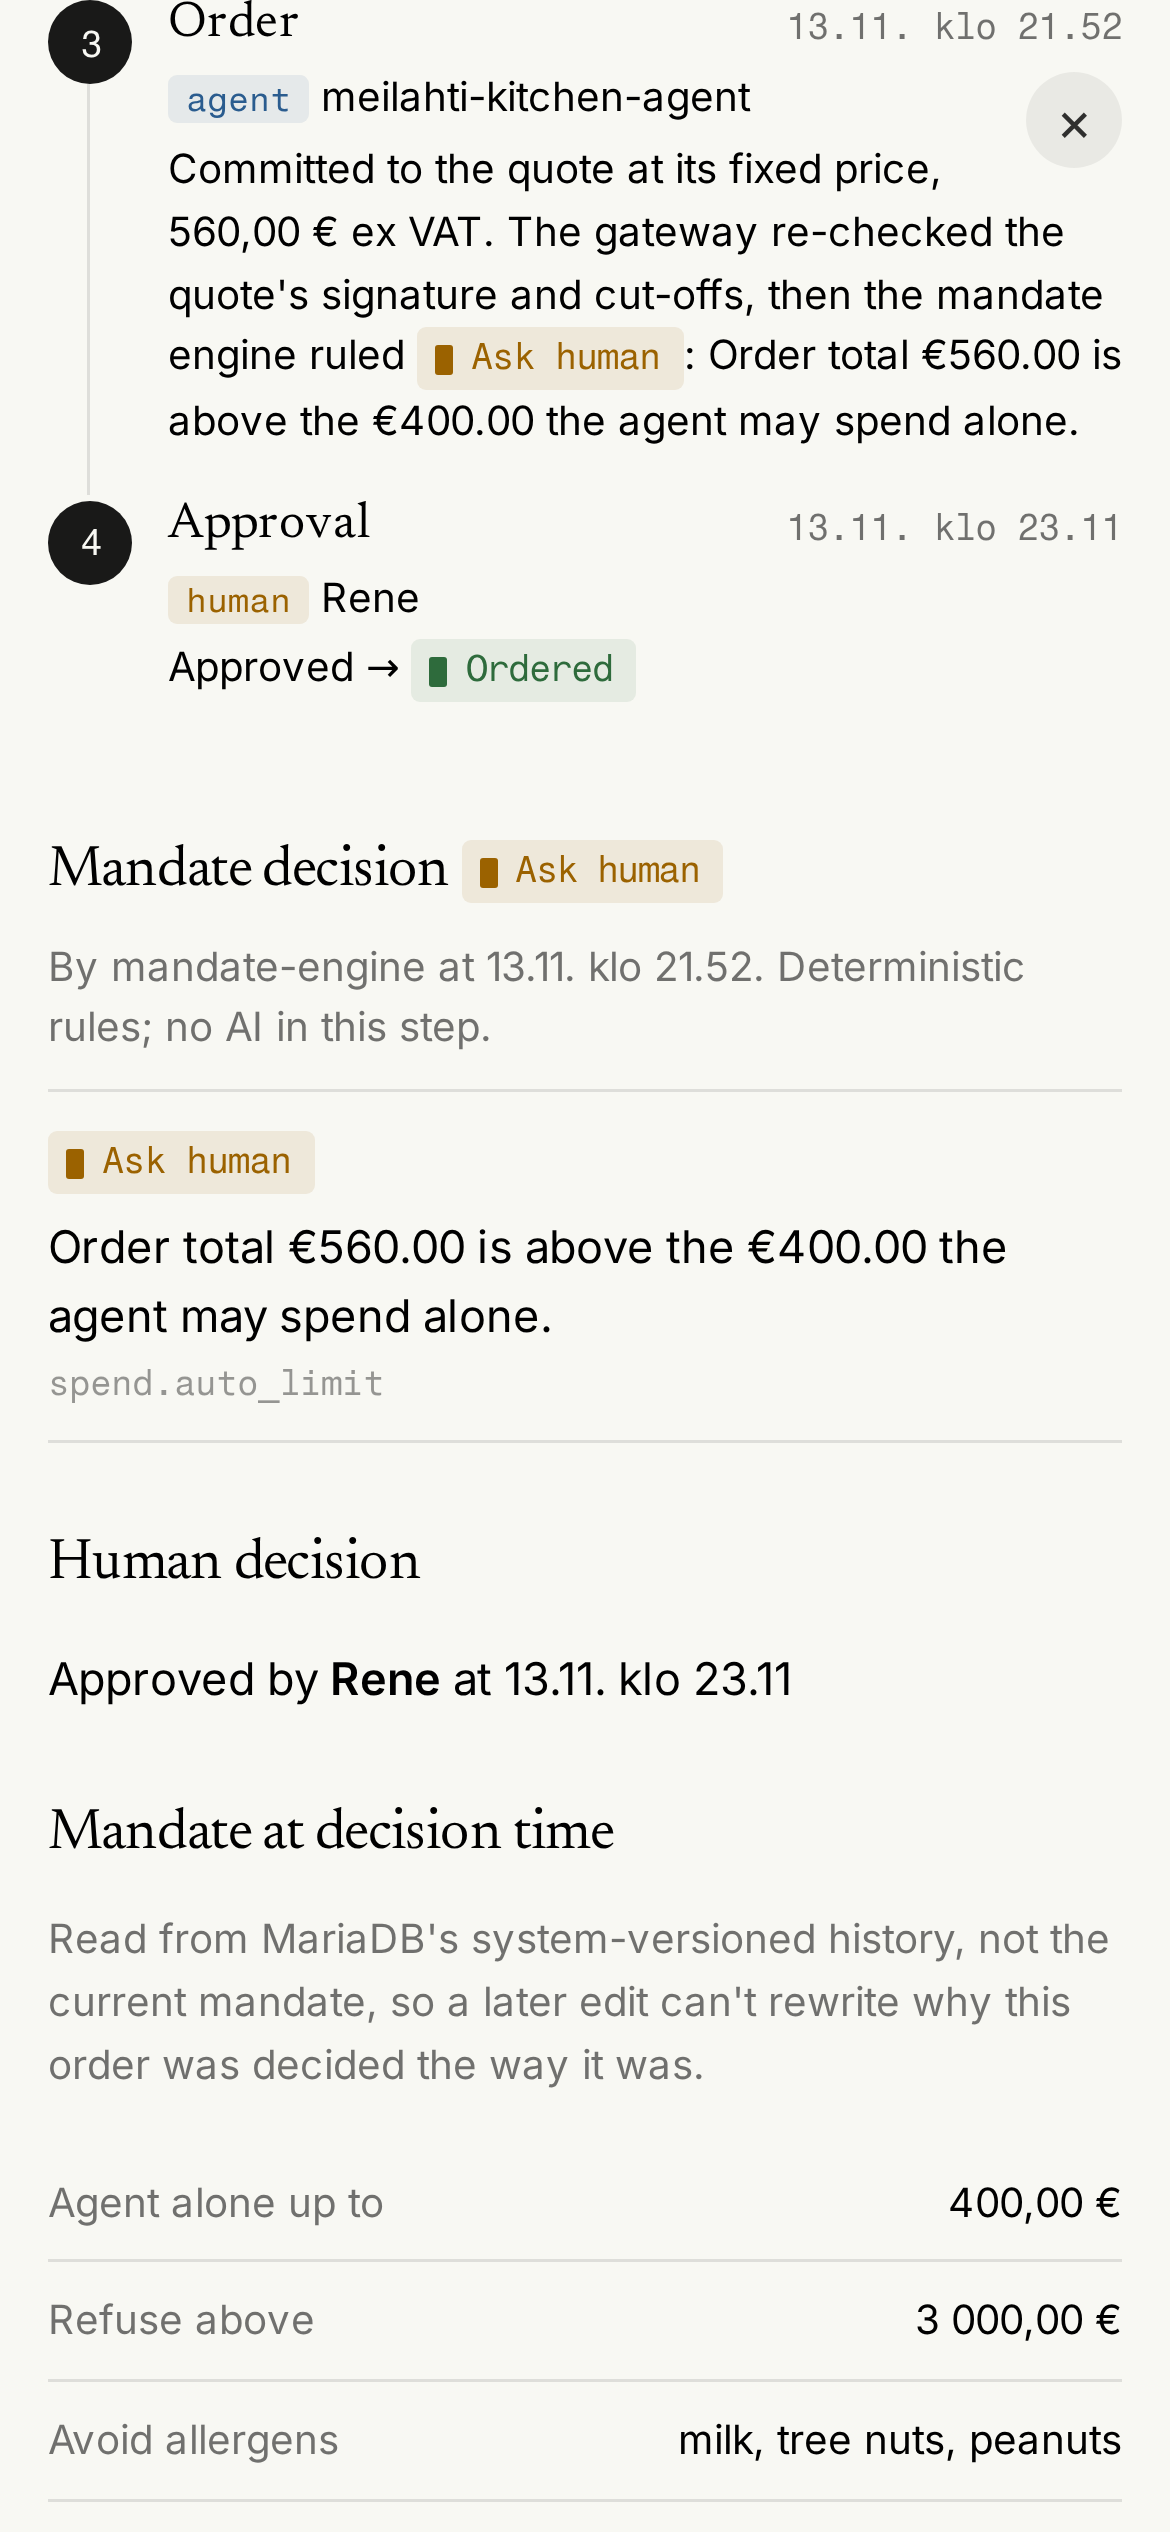 3 Order 13.11. klo 21.52
agent meilahti-kitchen-agent
×
Committed to the quote at its fixed price,
560,00 € ex VAT. The gateway re-checked the
quote's signature and cut-offs, then the mandate
engine ruled Ask human: Order total €560.00 is
above the €400.00 the agent may spend alone.
4 Approval 13.11. klo 23.11
human Rene
Approved → Ordered
Mandate decision Ask human
By mandate-engine at 13.11. klo 21.52. Deterministic
rules; no AI in this step.
Ask human
Order total €560.00 is above the €400.00 the
agent may spend alone.
spend.auto_limit
Human decision
Approved by Rene at 13.11. klo 23.11
Mandate at decision time
Read from MariaDB's system-versioned history, not the
current mandate, so a later edit can't rewrite why this
order was decided the way it was.
Agent alone up to 400,00 €
Refuse above 3 000,00 €
Avoid allergens milk, tree nuts, peanuts